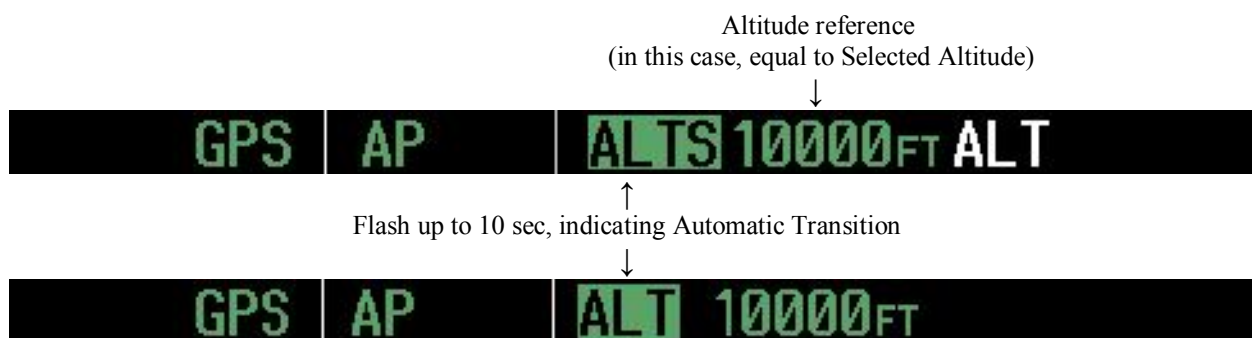 Altitude reference
(in this case, equal to Selected Altitude)
GPS AP ALTS 10000FT ALT
Flash up to 10 sec, indicating Automatic Transition
GPS AP ALT 10000FT